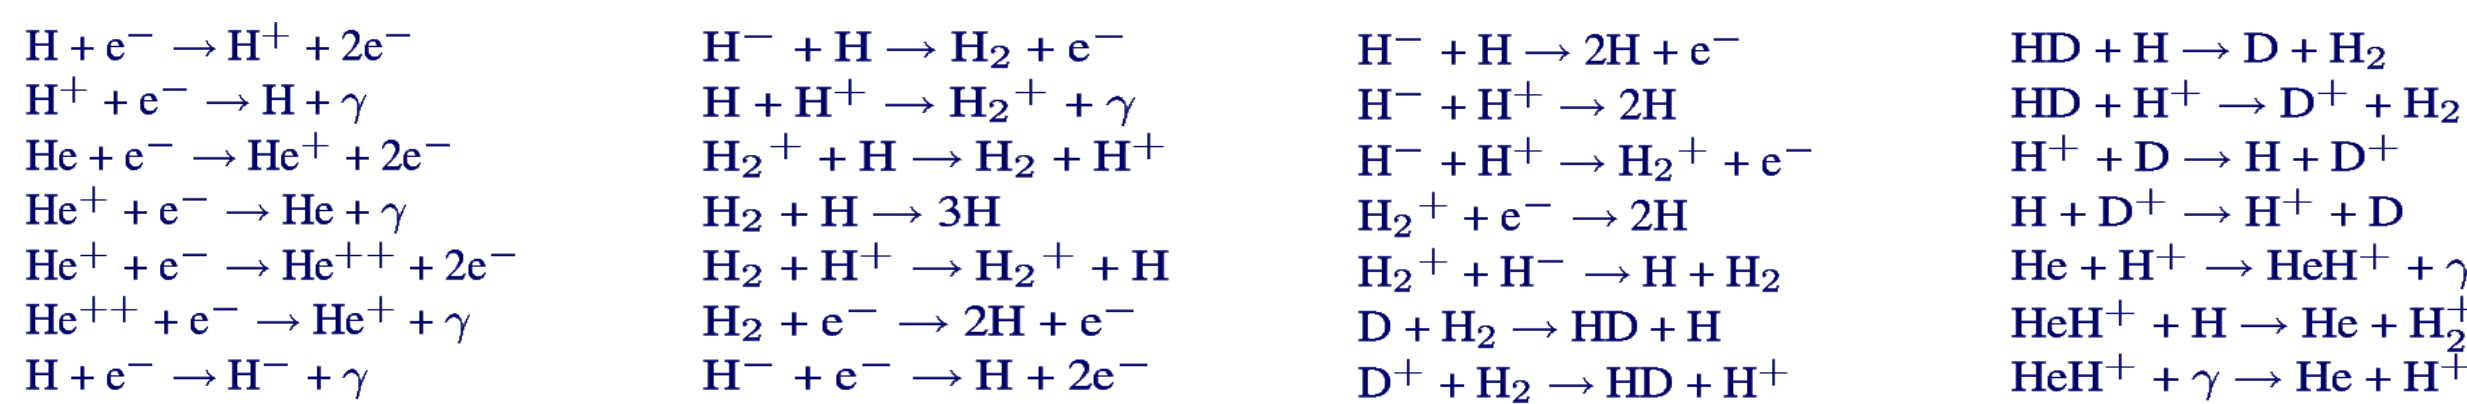 H + e⁻ → H⁺ + 2e⁻
H⁺ + e⁻ → H + γ
He + e⁻ → He⁺ + 2e⁻
He⁺ + e⁻ → He + γ
He⁺ + e⁻ → He⁺⁺ + 2e⁻
He⁺⁺ + e⁻ → He⁺ + γ
H + e⁻ → H⁻ + γ
H⁻ + H → H₂ + e⁻
H + H⁺ → H₂⁺ + γ
H₂⁺ + H → H₂ + H⁺
H₂ + H → 3H
H₂ + H⁺ → H₂⁺ + H
H₂ + e⁻ → 2H + e⁻
H⁻ + e⁻ → H + 2e⁻
H⁻ + H → 2H + e⁻
H⁻ + H⁺ → 2H
H⁻ + H⁺ → H₂⁺ + e⁻
H₂⁺ + e⁻ → 2H
H₂⁺ + H⁻ → H + H₂
D + H₂ → HD + H
D⁺ + H₂ → HD + H⁺
HD + H → D + H₂
HD + H⁺ → D⁺ + H₂
H⁺ + D → H + D⁺
H + D⁺ → H⁺ + D
He + H⁺ → HeH⁺ + γ
HeH⁺ + H → He + H₂⁺
HeH⁺ + γ → He + H⁺